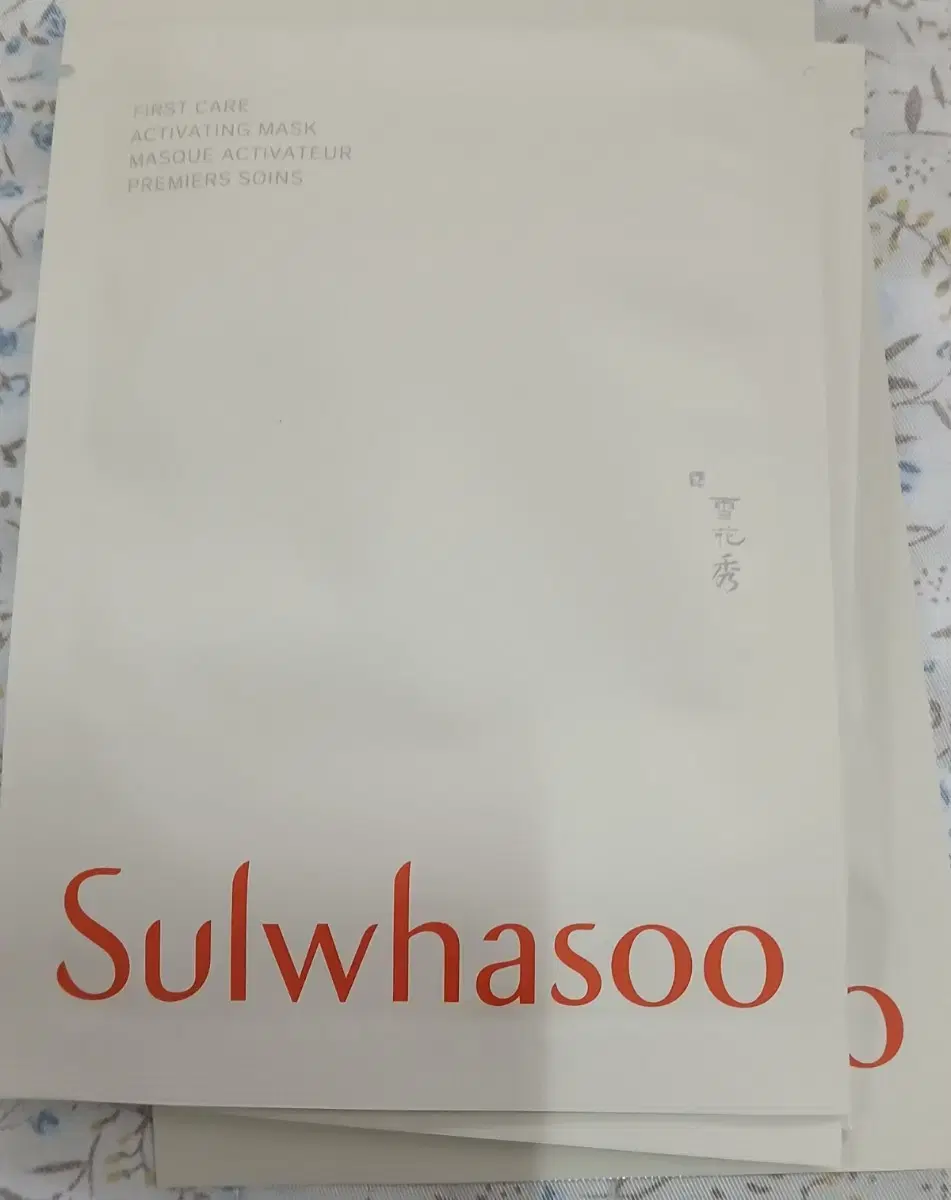 FIRST CARE
ACTIVATING MASK
MASQUE ACTIVATEUR
PREMIERS SOINS
雪花秀
Sulwhasoo
o